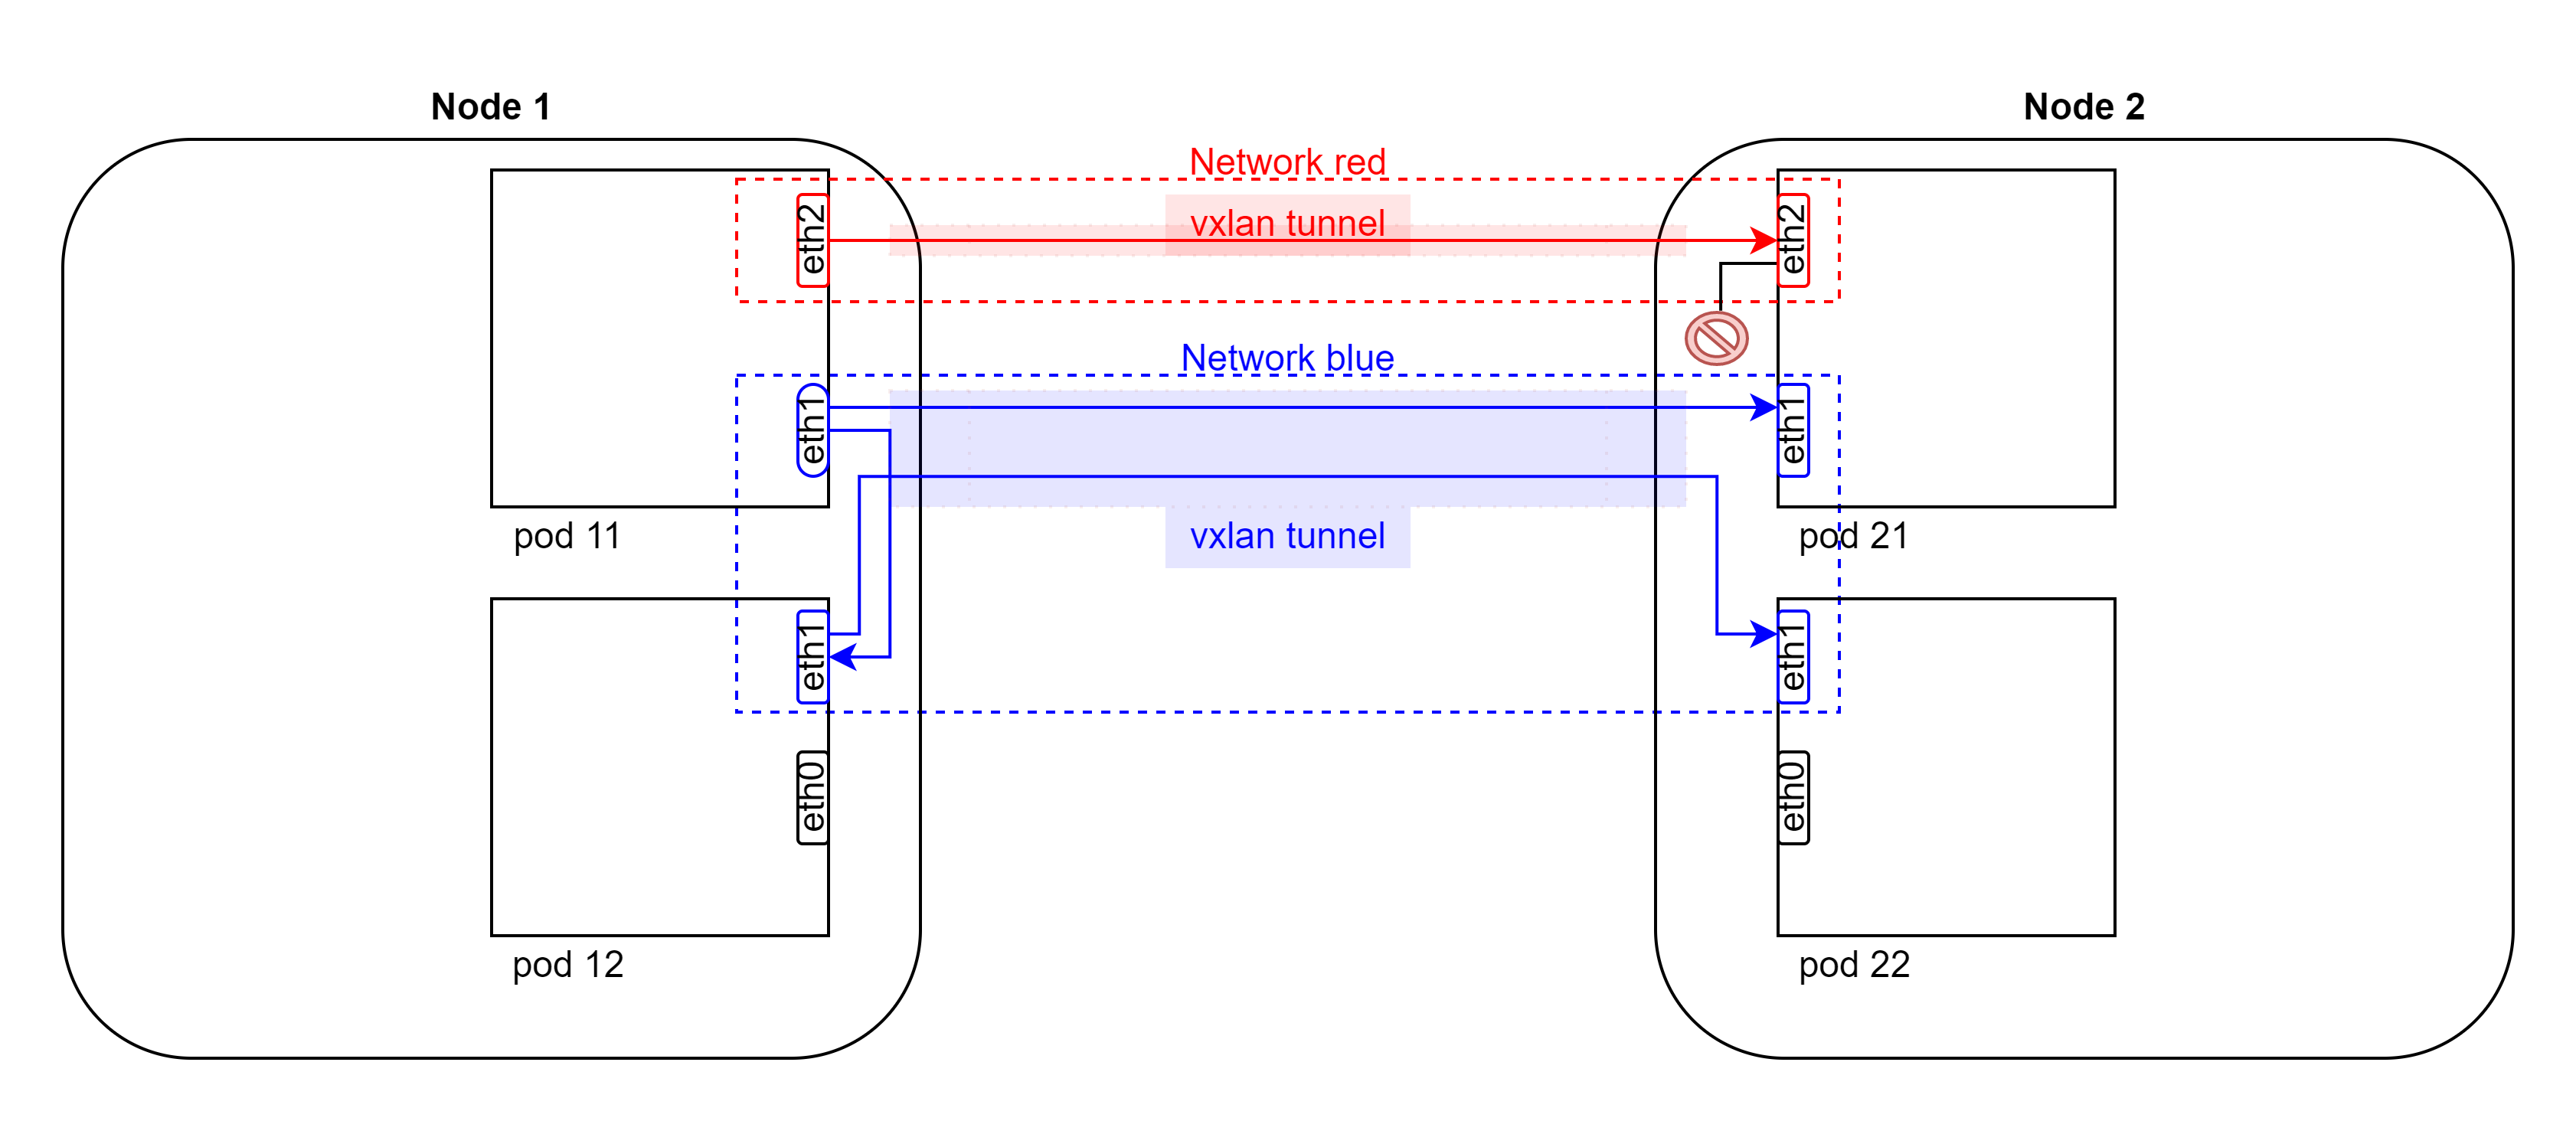 Node 1
Node 2
Network red
vxlan tunnel
eth2
eth2
Network blue
eth1
eth1
vxlan tunnel
pod 11
pod 21
eth1
eth1
eth0
eth0
pod 12
pod 22